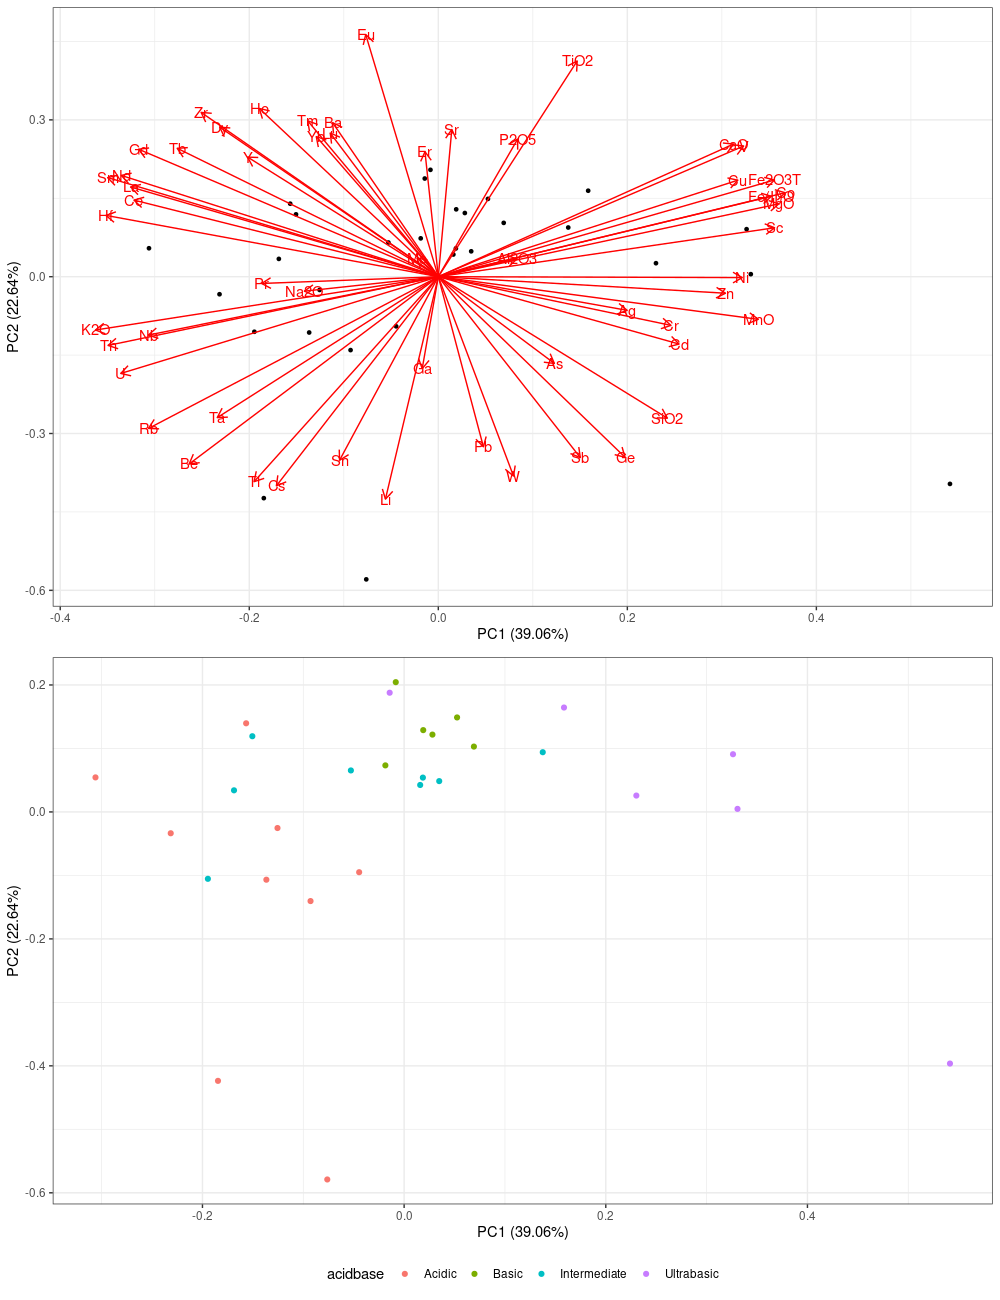 Eu
TiO2
Zr
Ho
Tm
Ba
Dy
Sr
P2O5
Gd
Tb
Y
Er
CaO
V
Nd
Cu
Fe2O3T
Ce
Hf
MgO
Sc
Al2O3
Ni
Na2O
Zn
K2O
Nb
Ag
Cr
MnO
Th
Cd
U
Ga
As
Ta
SiO2
Rb
Pb
Be
Sn
Sb
Ge
Tl
Cs
W
Li
0.3
0.0
-0.3
-0.6
-0.4
-0.2
0.0
0.2
0.4
PC1 (39.06%)
PC2 (22.64%)
0.2
0.0
-0.2
-0.4
-0.6
-0.2
0.0
0.2
0.4
PC1 (39.06%)
PC2 (22.64%)
acidbase Acidic Basic Intermediate Ultrabasic